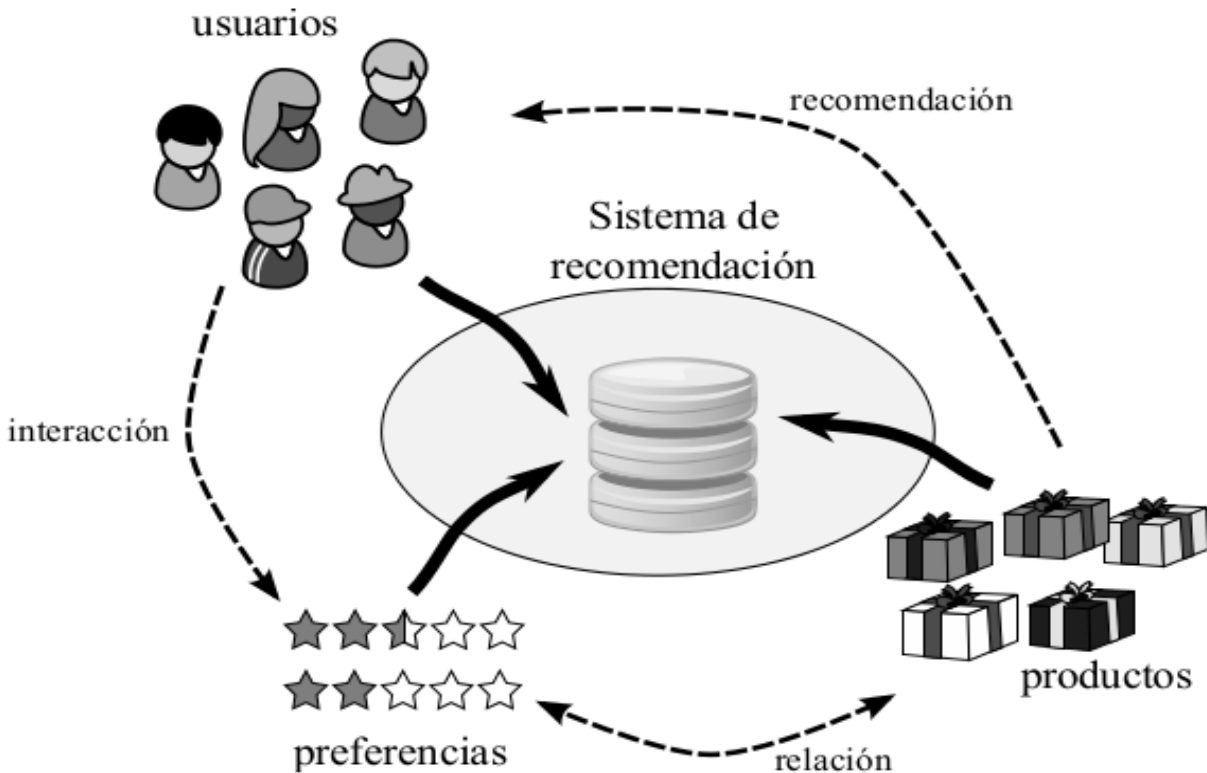 usuarios
recomendación
Sistema de
recomendación
interacción
productos
preferencias
relación